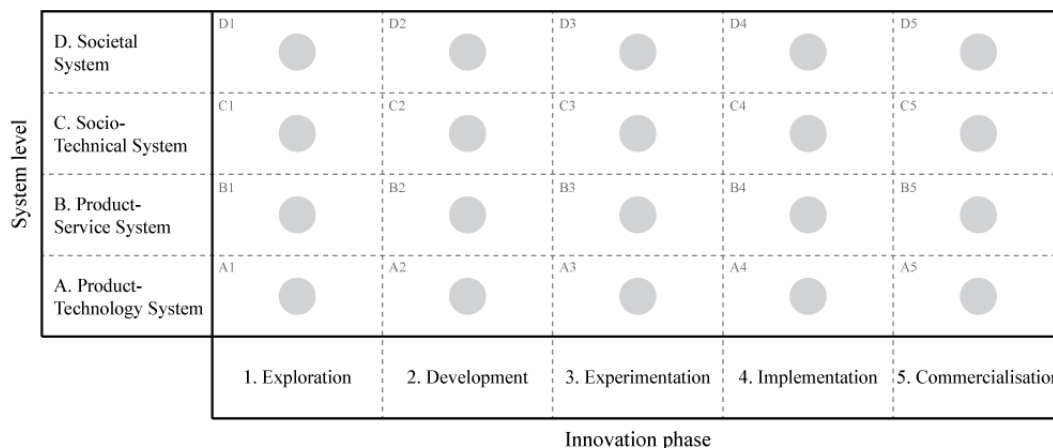 System level
D1
D2
D3
D4
D5
D. Societal
System
C1
C2
C3
C4
C5
C. Socio-
Technical System
B1
B2
B3
B4
B5
B. Product-
Service System
A1
A2
A3
A4
A5
A. Product-
Technology System
1. Exploration
2. Development
3. Experimentation
4. Implementation
5. Commercialisation
Innovation phase